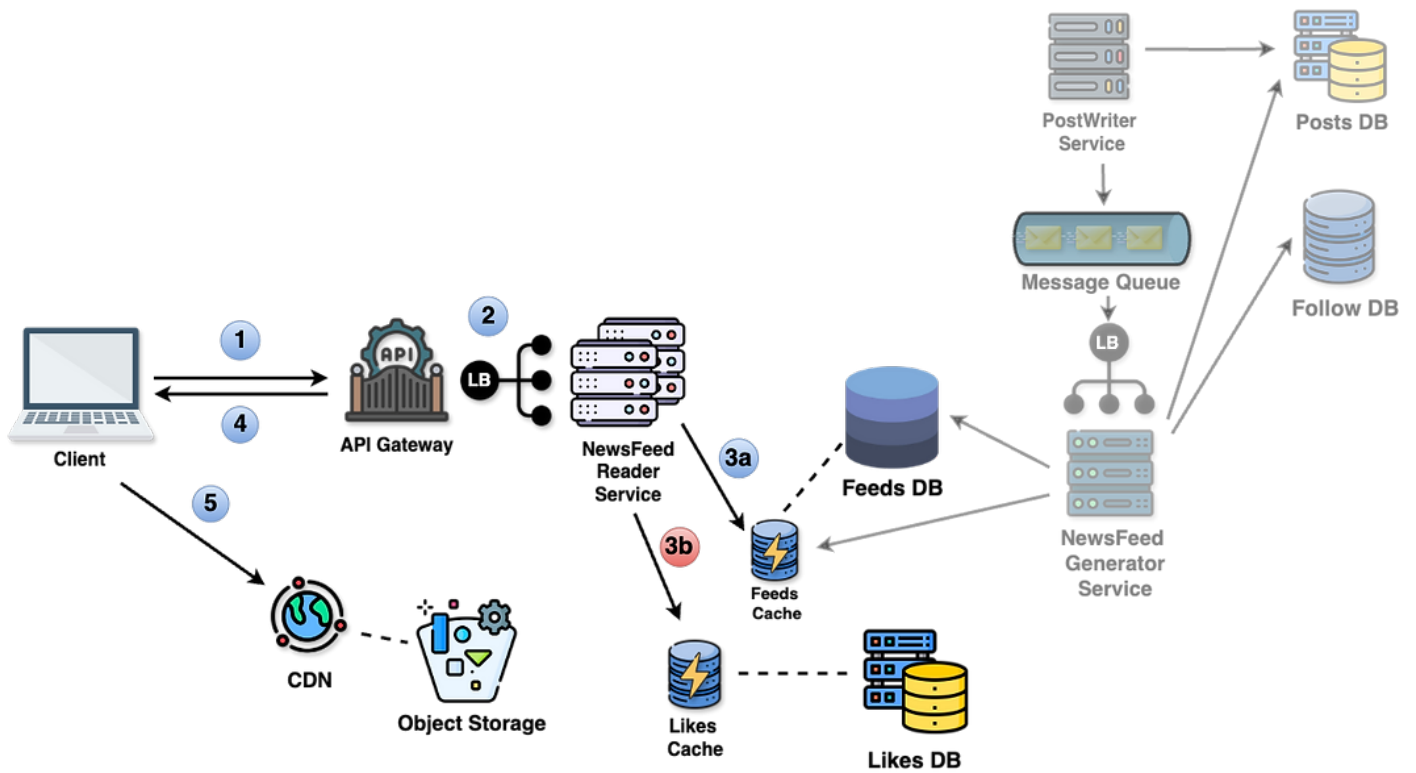 PostWriter
Service
Posts DB
Message Queue
Follow DB
LB
1
2
API
LB
4
Client
API Gateway
NewsFeed
Reader
Service
3a
Feeds DB
5
3b
NewsFeed
Generator
Service
Feeds
Cache
CDN
Object Storage
Likes
Cache
Likes DB